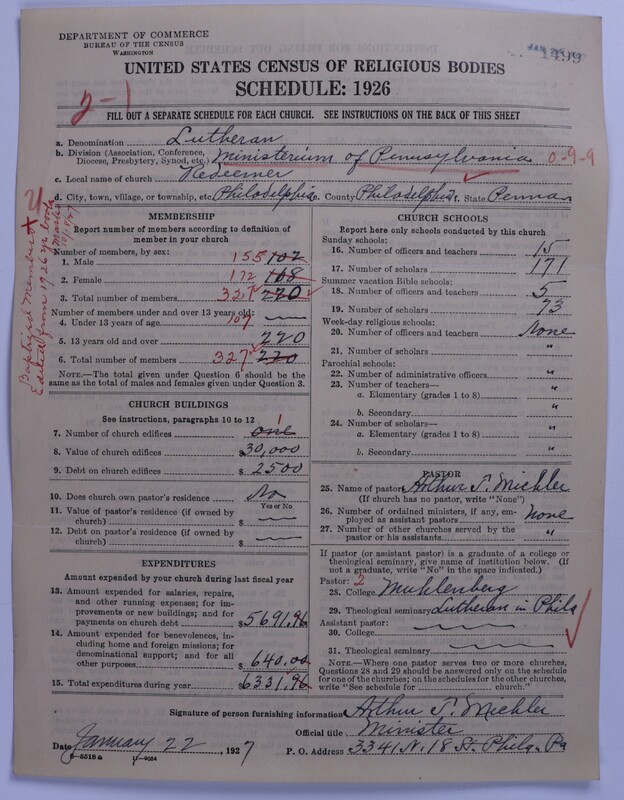 DEPARTMENT OF COMMERCE
BUREAU OF THE CENSUS
WASHINGTON
1499
UNITED STATES CENSUS OF RELIGIOUS BODIES
SCHEDULE: 1926
2-1
FILL OUT A SEPARATE SCHEDULE FOR EACH CHURCH. SEE INSTRUCTIONS ON THE BACK OF THIS SHEET
a. Denomination Lutheran
b. Division (Association, Conference, Diocese, Presbytery, Synod, etc.) Ministerium of Pennsylvania 0-9-9
c. Local name of church Redeemer
d. City, town, village, or township, etc. Philadelphia e. County Philadelphia f. State Penna
MEMBERSHIP
Report number of members according to definition of member in your church
Number of members, by sex:
1. Male 155 102
2. Female 172 168
3. Total number of members 327 220
Number of members under and over 13 years old:
4. Under 13 years of age 107
5. 13 years old and over 220
6. Total number of members 327 220
NOTE.—The total given under Question 6 should be the same as the total of males and females given under Question 3.
Baptized Members
Edited from 1926 yr. book
CHURCH BUILDINGS
See instructions, paragraphs 10 to 12
7. Number of church edifices one 1
8. Value of church edifices $30,000
9. Debt on church edifices $2500
10. Does church own pastor's residence No
Yes or No
11. Value of pastor's residence (if owned by church) $
12. Debt on pastor's residence (if owned by church) $
EXPENDITURES
Amount expended by your church during last fiscal year
13. Amount expended for salaries, repairs, and other running expenses; for improvements or new buildings; and for payments on church debt $5691.96
14. Amount expended for benevolences, including home and foreign missions; for denominational support; and for all other purposes $640.00
15. Total expenditures during year $6331.96
CHURCH SCHOOLS
Report here only schools conducted by this church
Sunday schools:
16. Number of officers and teachers 15
17. Number of scholars 171
Summer vacation Bible schools:
18. Number of officers and teachers 5
19. Number of scholars 73
Week-day religious schools:
20. Number of officers and teachers None
21. Number of scholars "
Parochial schools:
22. Number of administrative officers "
23. Number of teachers—
a. Elementary (grades 1 to 8) "
b. Secondary "
24. Number of scholars—
a. Elementary (grades 1 to 8) "
b. Secondary "
PASTOR
25. Name of pastor Arthur T. Michler
(If church has no pastor, write "None")
26. Number of ordained ministers, if any, employed as assistant pastors None
27. Number of other churches served by the pastor or his assistants "
If pastor (or assistant pastor) is a graduate of a college or theological seminary, give name of institution below. (If not a graduate, write "No" in the space indicated.)
Pastor: 2
28. College Muhlenberg
29. Theological seminary Lutheran in Phila
Assistant pastor:
30. College
31. Theological seminary
NOTE.—Where one pastor serves two or more churches, Questions 28 and 29 should be answered only on the schedule for one of the churches; on the schedules for the other churches, write "See schedule for ........ church."
Signature of person furnishing information Arthur T. Michler
Official title Minister
Date January 22, 1927
P. O. Address 3341 N. 18 St. Phila. Pa
8-5518 a 11-9034